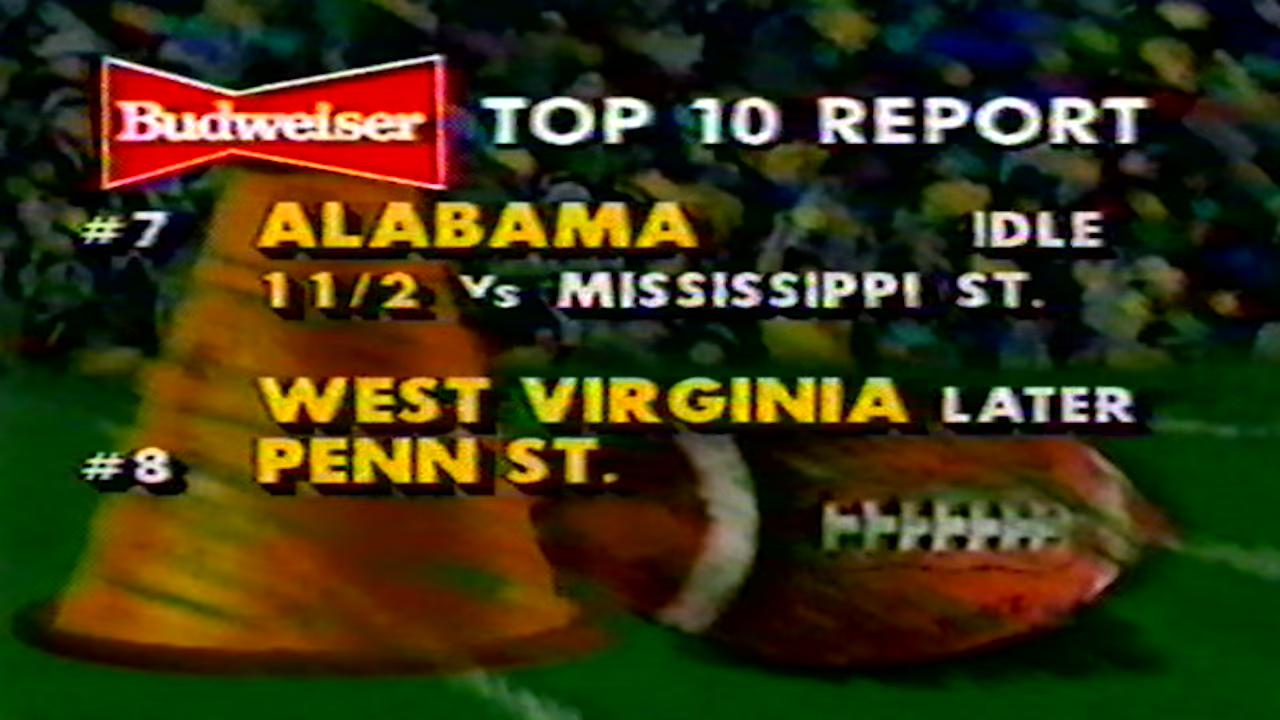 Budweiser TOP 10 REPORT
#7 ALABAMA IDLE
11/2 Vs MISSISSIPPI ST.
WEST VIRGINIA LATER
#8 PENN ST.